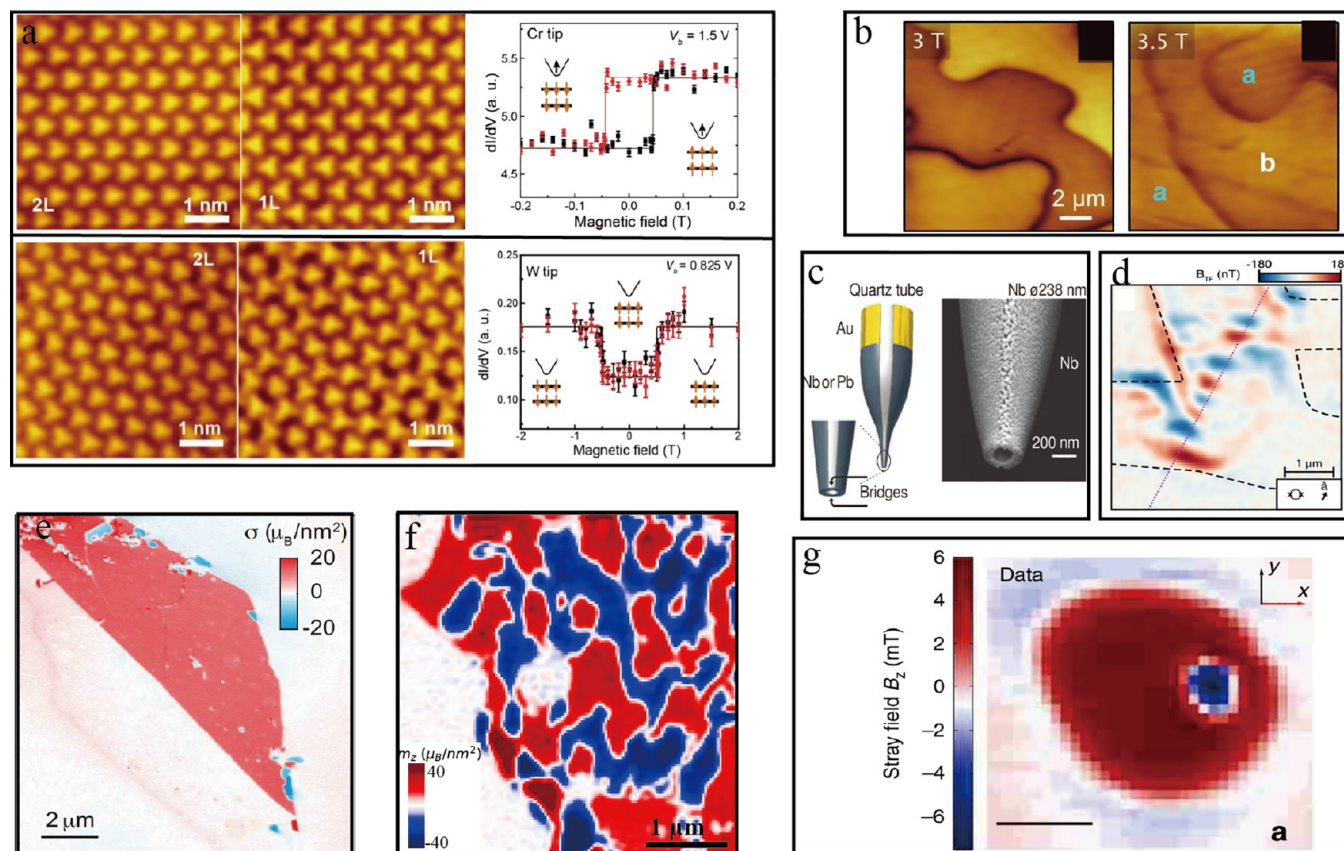 a
2L
1 nm
1L
1 nm
Cr tip
V_b = 1.5 V
dI/dV (a. u.)
5.5
5.0
4.5
-0.2
-0.1
0.0
0.1
0.2
Magnetic field (T)
2L
1 nm
1L
1 nm
W tip
V_b = 0.825 V
dI/dV (a. u.)
0.25
0.20
0.15
0.10
-2
-1
0
1
2
Magnetic field (T)
b
3 T
2 µm
3.5 T
a
b
a
c
Quartz tube
Au
Nb or Pb
Bridges
Nb ø238 nm
Nb
200 nm
d
-180
18
B_TF (nT)
1 µm
â
e
σ (μ_B/nm²)
20
0
-20
2 µm
f
m_z (μ_B/nm²)
40
-40
1 µm
g
Stray field B_z (mT)
6
4
2
0
−2
−4
−6
Data
y
x
a